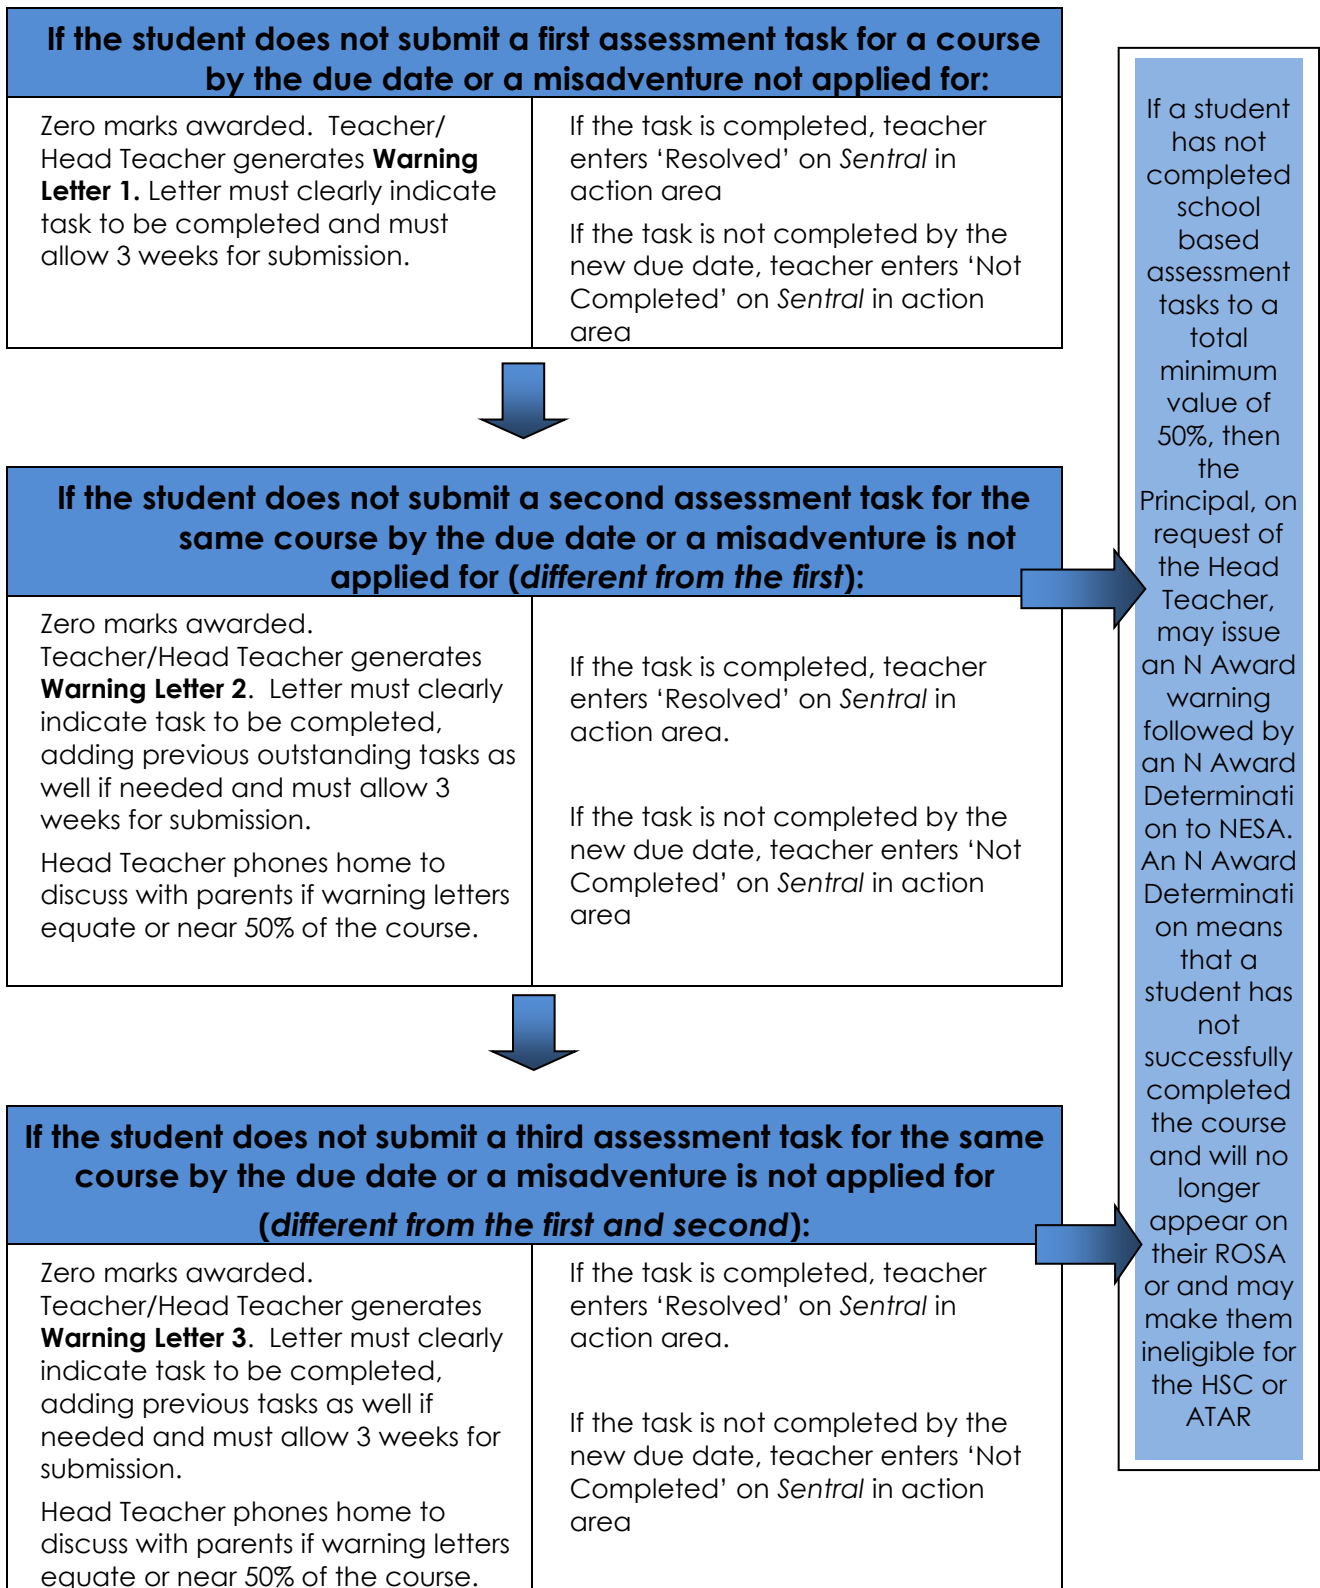 If the student does not submit a first assessment task for a course
by the due date or a misadventure not applied for:
Zero marks awarded.  Teacher/
Head Teacher generates Warning
Letter 1. Letter must clearly indicate
task to be completed and must
allow 3 weeks for submission.
If the task is completed, teacher
enters ‘Resolved’ on Sentral in
action area
If the task is not completed by the
new due date, teacher enters ‘Not
Completed’ on Sentral in action
area
If the student does not submit a second assessment task for the
same course by the due date or a misadventure is not
applied for (different from the first):
Zero marks awarded.
Teacher/Head Teacher generates
Warning Letter 2.  Letter must clearly
indicate task to be completed,
adding previous outstanding tasks as
well if needed and must allow 3
weeks for submission.
Head Teacher phones home to
discuss with parents if warning letters
equate or near 50% of the course.
If the task is completed, teacher
enters ‘Resolved’ on Sentral in
action area.
If the task is not completed by the
new due date, teacher enters ‘Not
Completed’ on Sentral in action
area
If the student does not submit a third assessment task for the same
course by the due date or a misadventure is not applied for
(different from the first and second):
Zero marks awarded.
Teacher/Head Teacher generates
Warning Letter 3.  Letter must clearly
indicate task to be completed,
adding previous tasks as well if
needed and must allow 3 weeks for
submission.
Head Teacher phones home to
discuss with parents if warning letters
equate or near 50% of the course.
If the task is completed, teacher
enters ‘Resolved’ on Sentral in
action area.
If the task is not completed by the
new due date, teacher enters ‘Not
Completed’ on Sentral in action
area
If a student
has not
completed
school
based
assessment
tasks to a
total
minimum
value of
50%, then
the
Principal, on
request of
the Head
Teacher,
may issue
an N Award
warning
followed by
an N Award
Determinati
on to NESA.
An N Award
Determinati
on means
that a
student has
not
successfully
completed
the course
and will no
longer
appear on
their ROSA
or and may
make them
ineligible for
the HSC or
ATAR